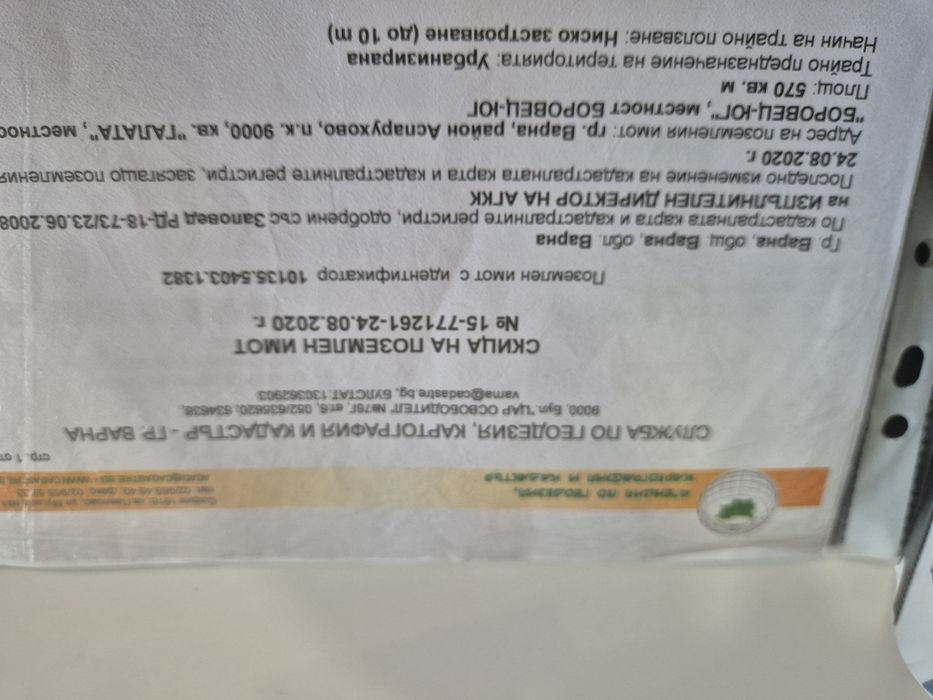 АГЕНЦИЯ ПО ГЕОДЕЗИЯ,
КАРТОГРАФИЯ И КАДАСТЪР
стр. 1 от
СЛУЖБА ПО ГЕОДЕЗИЯ, КАРТОГРАФИЯ И КАДАСТЪР - ГР. ВАРНА
9000, Бул."ЦАР ОСВОБОДИТЕЛ" №76Г, ет.6, 052/635620; 634638,
varna@cadastre.bg, БУЛСТАТ:130362903
СКИЦА НА ПОЗЕМЛЕН ИМОТ
№ 15-771261-24.08.2020 г.
Поземлен имот с идентификатор 10135.5403.1382
Гр. Варна, общ. Варна, обл. Варна
По кадастралната карта и кадастралните регистри, одобрени със Заповед РД-18-73/23.06.2008
на ИЗПЪЛНИТЕЛЕН ДИРЕКТОР НА АГКК
Последно изменение на кадастралната карта и кадастралните регистри, засягащо поземления
24.08.2020 г.
Адрес на поземления имот: гр. Варна, район Аспарухово, п.к. 9000, кв. "ГАЛАТА", местнос
"БОРОВЕЦ-ЮГ", местност БОРОВЕЦ-ЮГ
Площ: 570 кв. м
Трайно предназначение на територията: Урбанизирана
Начин на трайно ползване: Ниско застрояване (до 10 m)